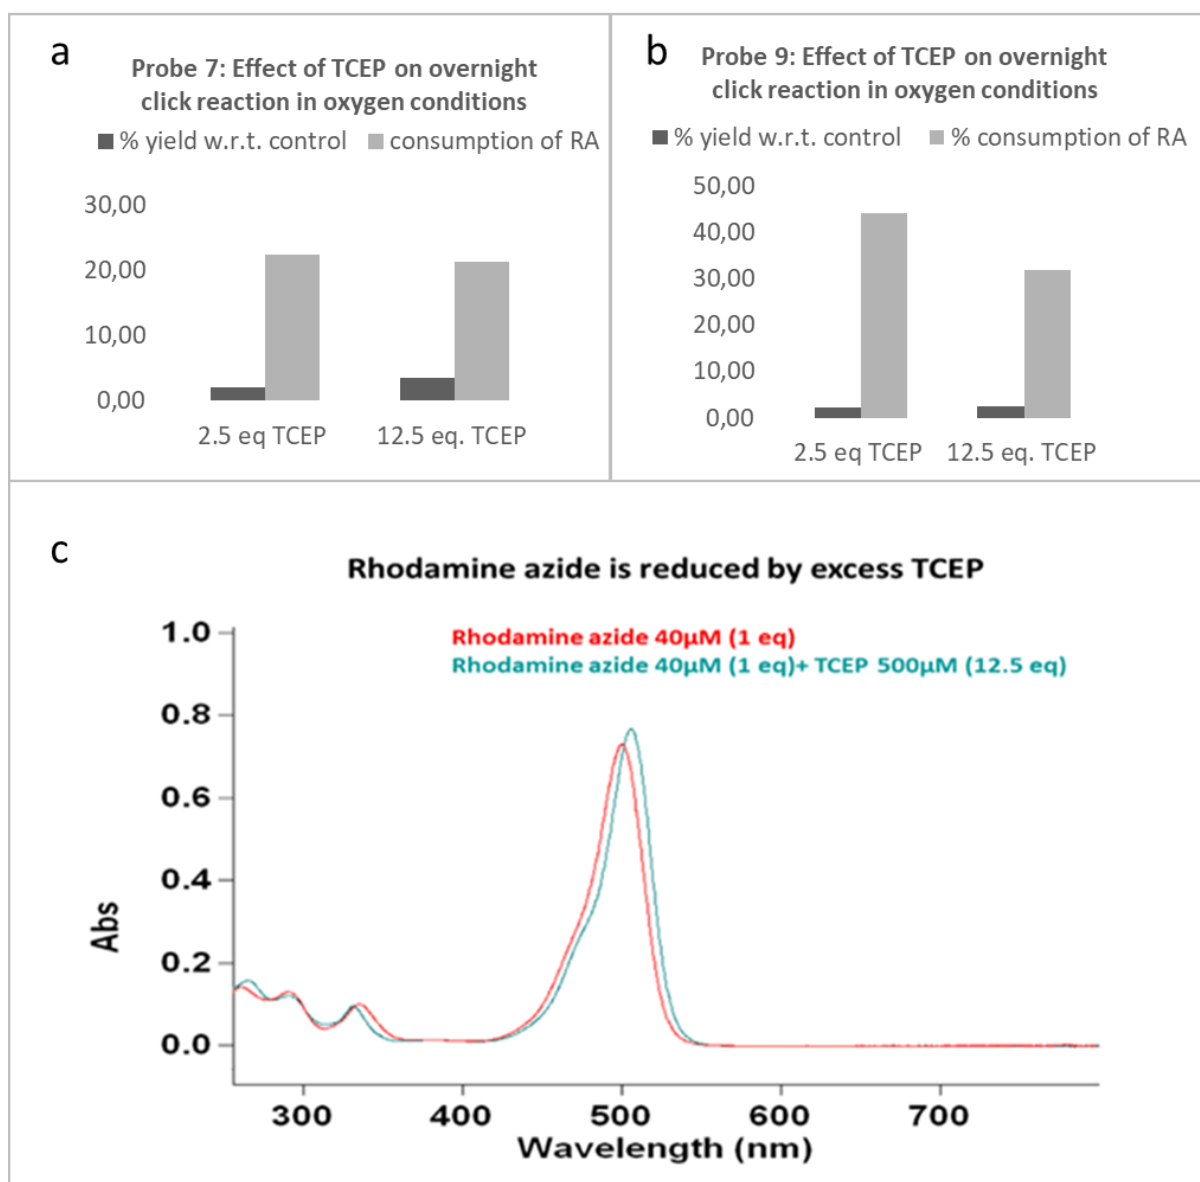 a
Probe 7: Effect of TCEP on overnight
click reaction in oxygen conditions
% yield w.r.t. control consumption of RA
30,00
20,00
10,00
0,00
2.5 eq TCEP 12.5 eq. TCEP
b
Probe 9: Effect of TCEP on overnight
click reaction in oxygen conditions
% yield w.r.t. control % consumption of RA
50,00
40,00
30,00
20,00
10,00
0,00
2.5 eq TCEP 12.5 eq. TCEP
c
Rhodamine azide is reduced by excess TCEP
Rhodamine azide 40µM (1 eq)
Rhodamine azide 40µM (1 eq)+ TCEP 500µM (12.5 eq)
1.0
0.8
0.6
0.4
0.2
0.0
Abs
300 400 500 600 700
Wavelength (nm)